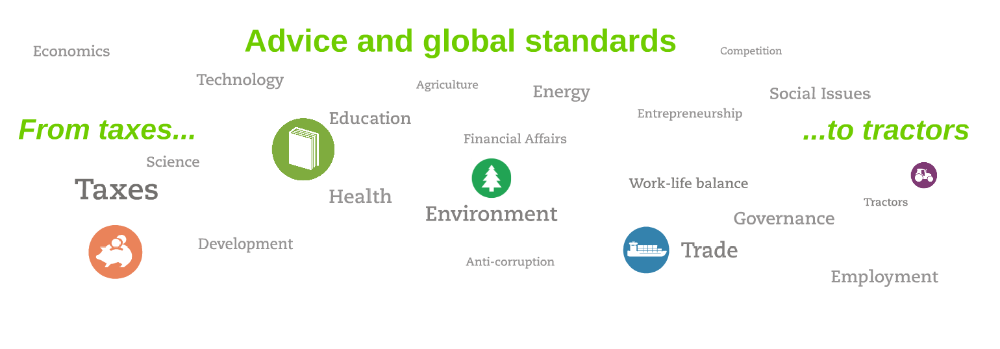 Advice and global standards
Economics
Competition
Technology
Agriculture
Energy
Social Issues
Entrepreneurship
Education
From taxes...
...to tractors
Financial Affairs
Science
Taxes
Work-life balance
Health
Tractors
Environment
Governance
Development
Trade
Anti-corruption
Employment